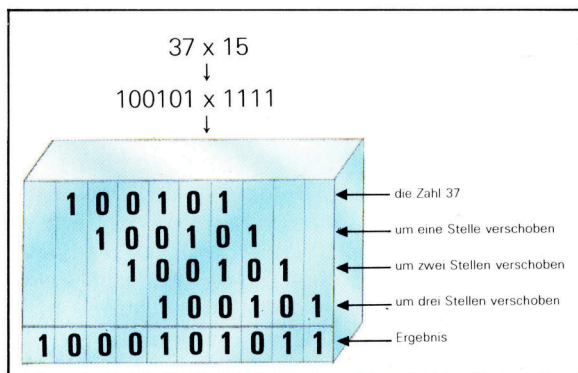 37 x 15
100101 x 1111
1 0 0 1 0 1 die Zahl 37
1 0 0 1 0 1 um eine Stelle verschoben
1 0 0 1 0 1 um zwei Stellen verschoben
1 0 0 1 0 1 um drei Stellen verschoben
1 0 0 0 1 0 1 0 1 1 Ergebnis